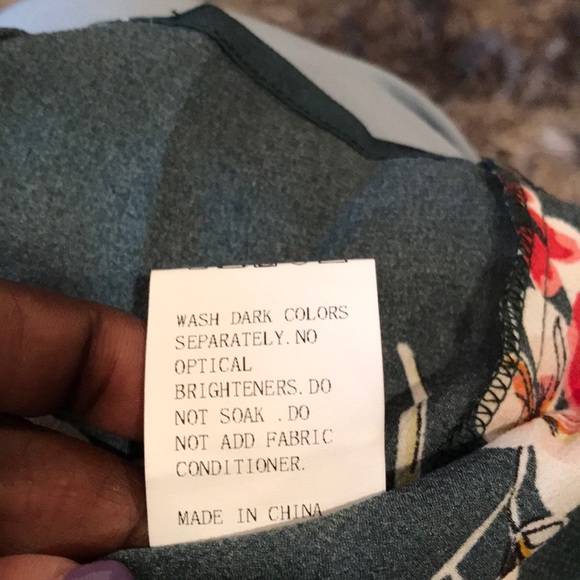 WASH DARK COLORS
SEPARATELY. NO
OPTICAL
BRIGHTENERS. DO
NOT SOAK .DO
NOT ADD FABRIC
CONDITIONER.
MADE IN CHINA